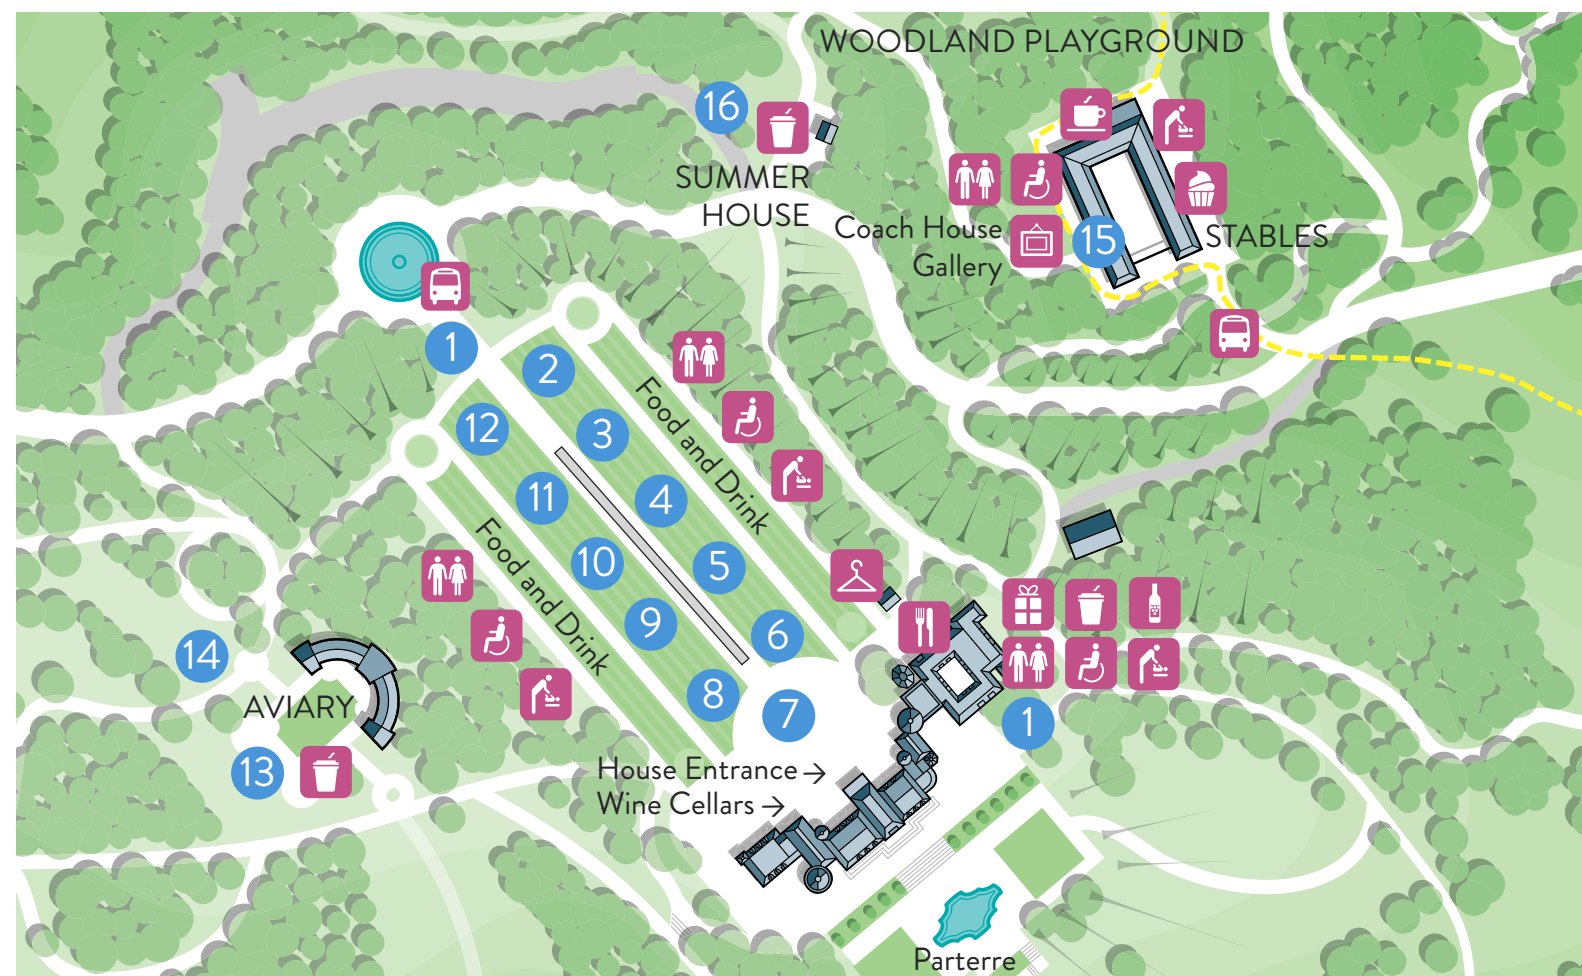 WOODLAND PLAYGROUND
16
SUMMER
HOUSE
Coach House
Gallery
15
STABLES
1
2
3
4
5
6
7
8
9
10
11
12
Food and Drink
Food and Drink
14
AVIARY
13
1
House Entrance →
Wine Cellars →
Parterre